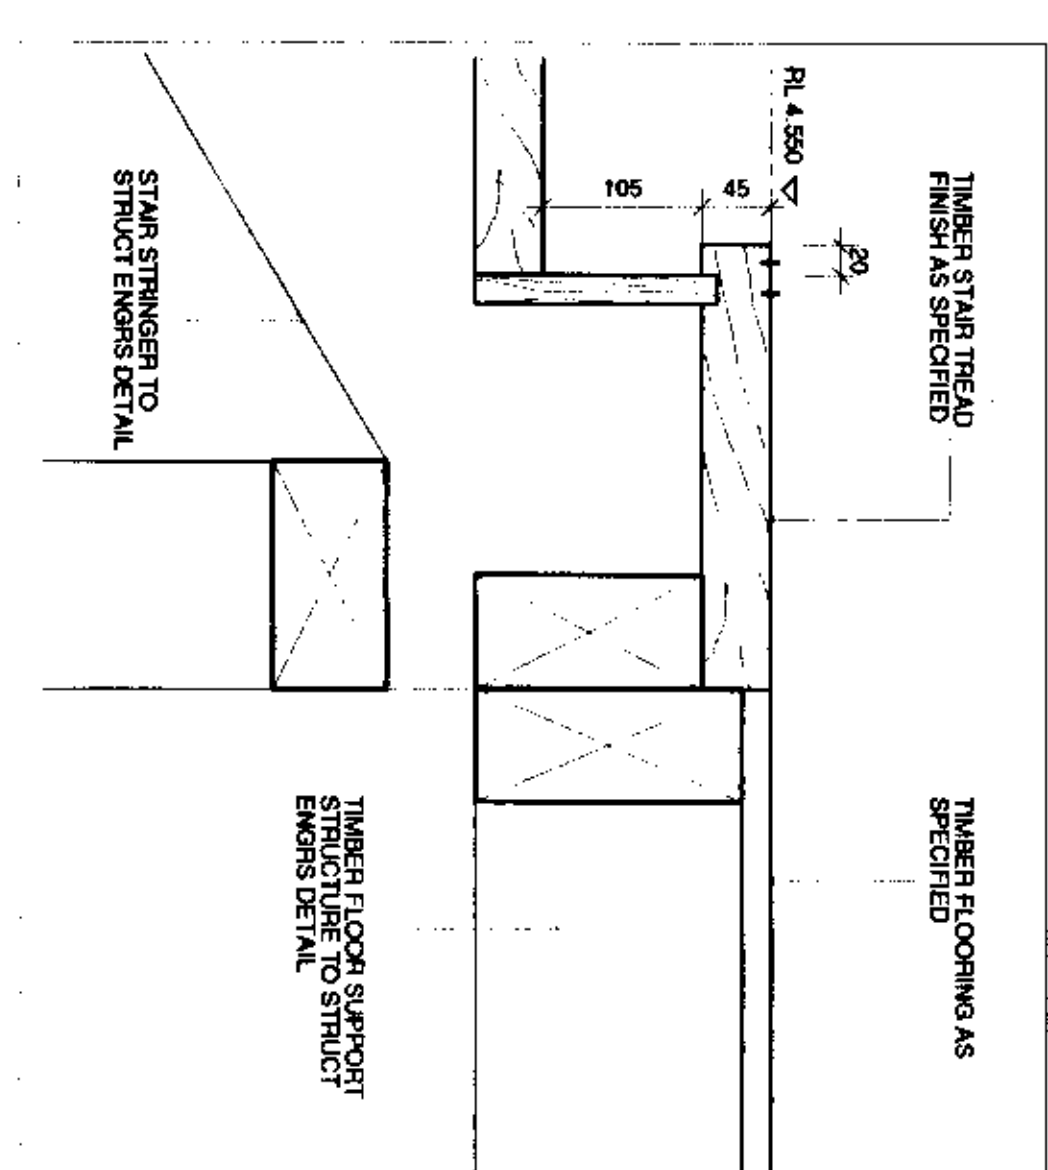 TIMBER STAIR TREAD
FINISH AS SPECIFIED
TIMBER FLOORING AS
SPECIFIED
RL 4.550
20
105
45
TIMBER FLOOR SUPPORT
STRUCTURE TO STRUCT
ENGRS DETAIL
STAIR STRINGER TO
STRUCT ENGRS DETAIL